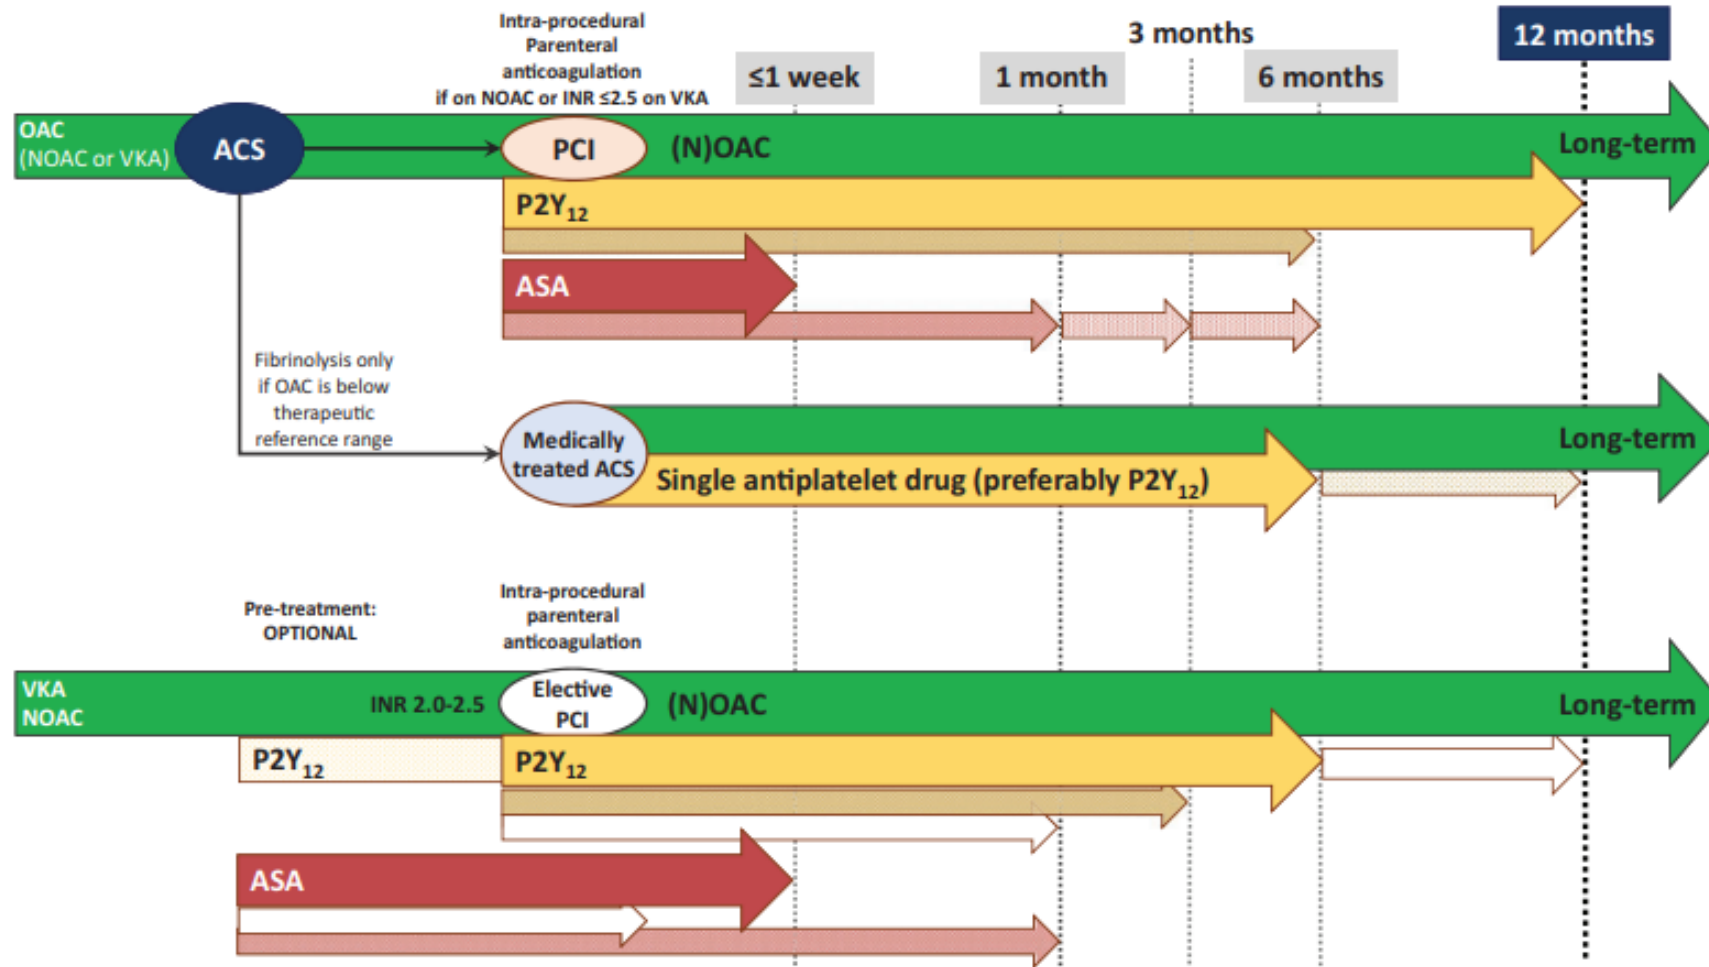 Intra-procedural
Parenteral
anticoagulation
if on NOAC or INR ≤2.5 on VKA
≤1 week
1 month
3 months
6 months
12 months
OAC
(NOAC or VKA)
ACS
PCI
(N)OAC
Long-term
P2Y12
ASA
Fibrinolysis only
if OAC is below
therapeutic
reference range
Medically
treated ACS
Long-term
Single antiplatelet drug (preferably P2Y12)
Pre-treatment:
OPTIONAL
Intra-procedural
parenteral
anticoagulation
VKA
NOAC
INR 2.0-2.5
Elective
PCI
(N)OAC
Long-term
P2Y12
P2Y12
ASA